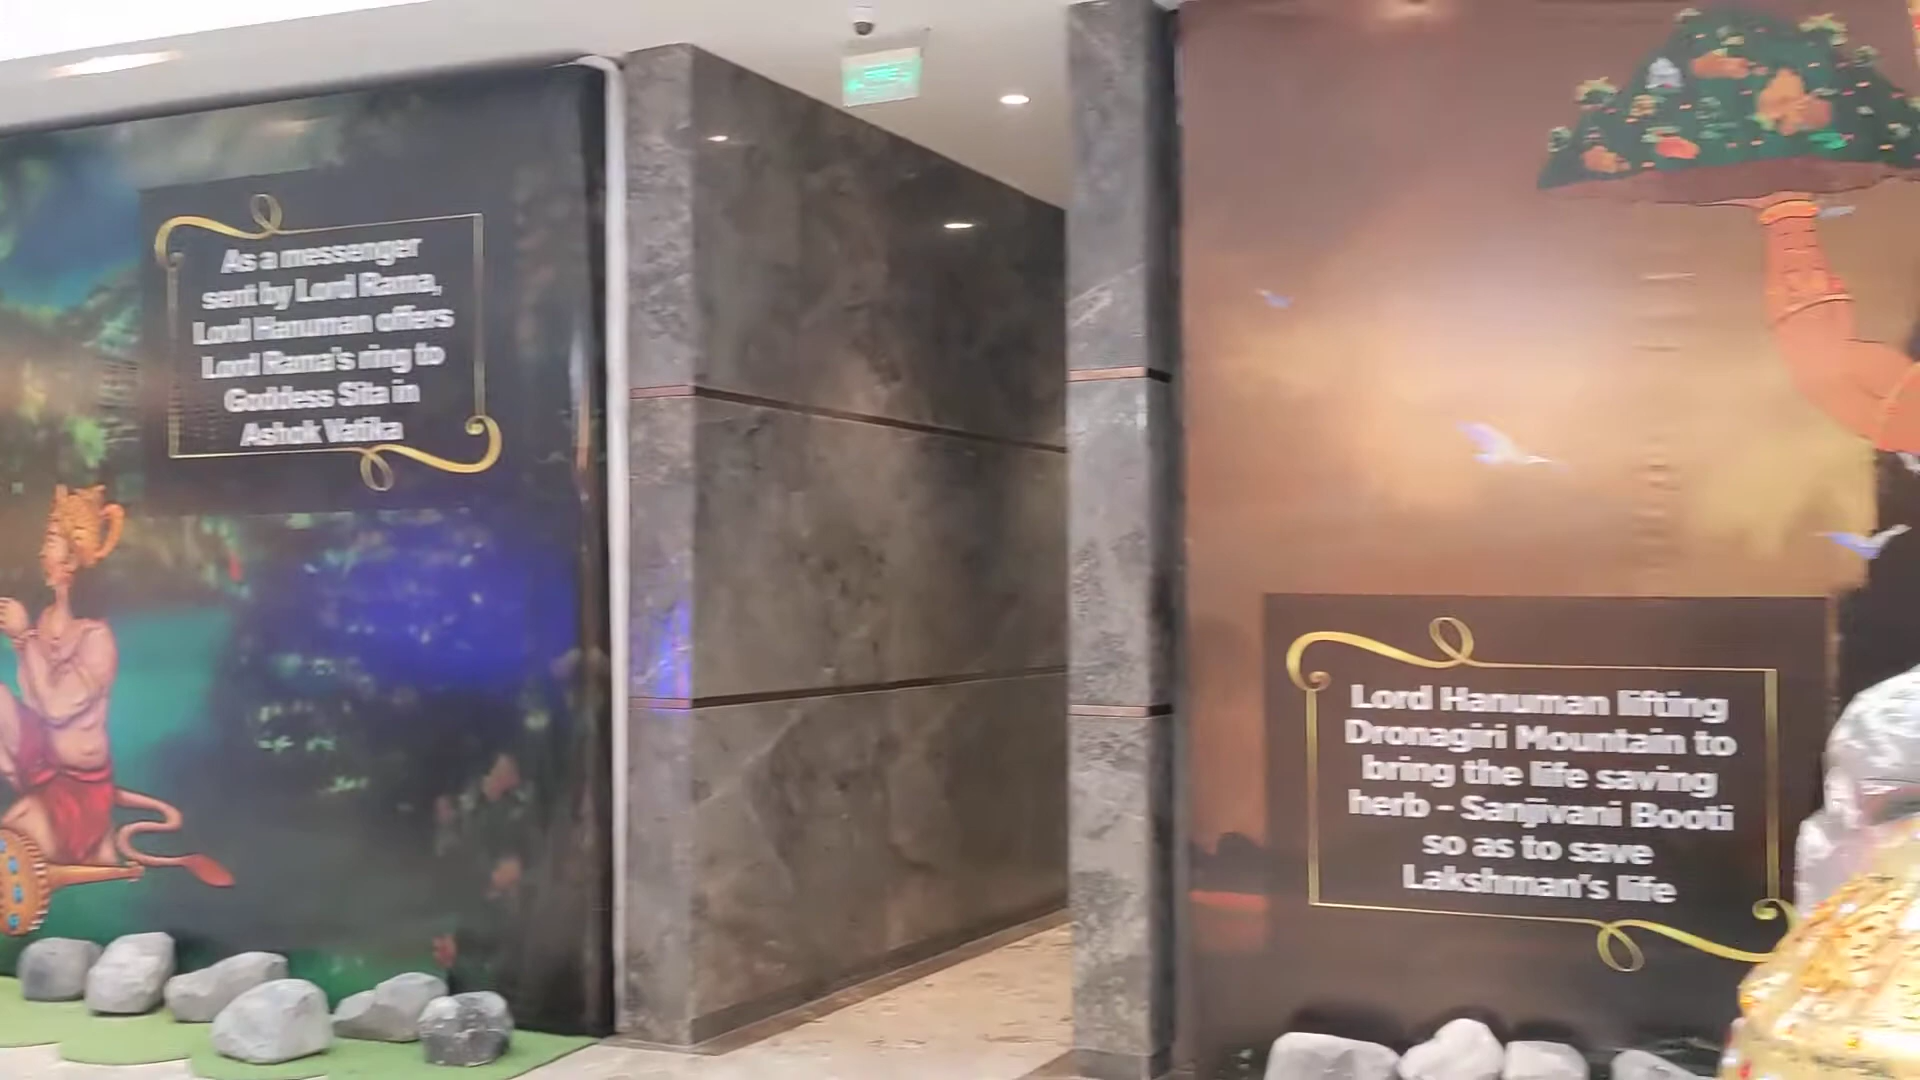 As a messenger
sent by Lord Rama,
Lord Hanuman offers
Lord Rama's ring to
Goddess Sita in
Ashok Vatika
Lord Hanuman lifting
Dronagiri Mountain to
bring the life saving
herb - Sanjivani Booti
so as to save
Lakshman's life